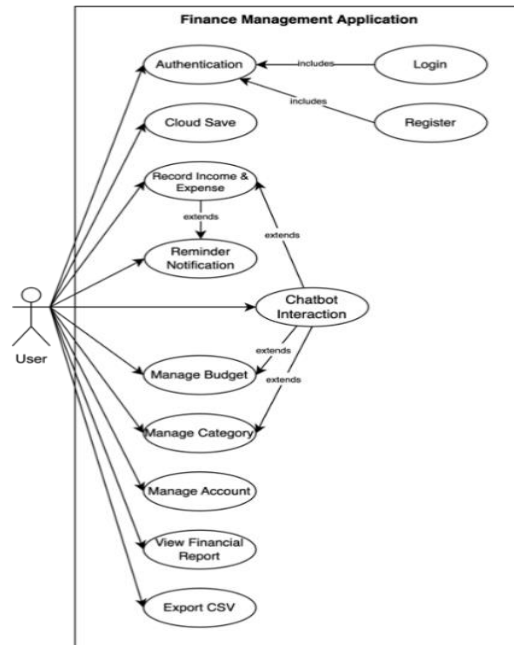 Finance Management Application
Authentication
includes
Login
includes
Register
Cloud Save
Record Income &
Expense
extends
extends
Reminder
Notification
Chatbot
Interaction
User
extends
Manage Budget
extends
Manage Category
Manage Account
View Financial
Report
Export CSV